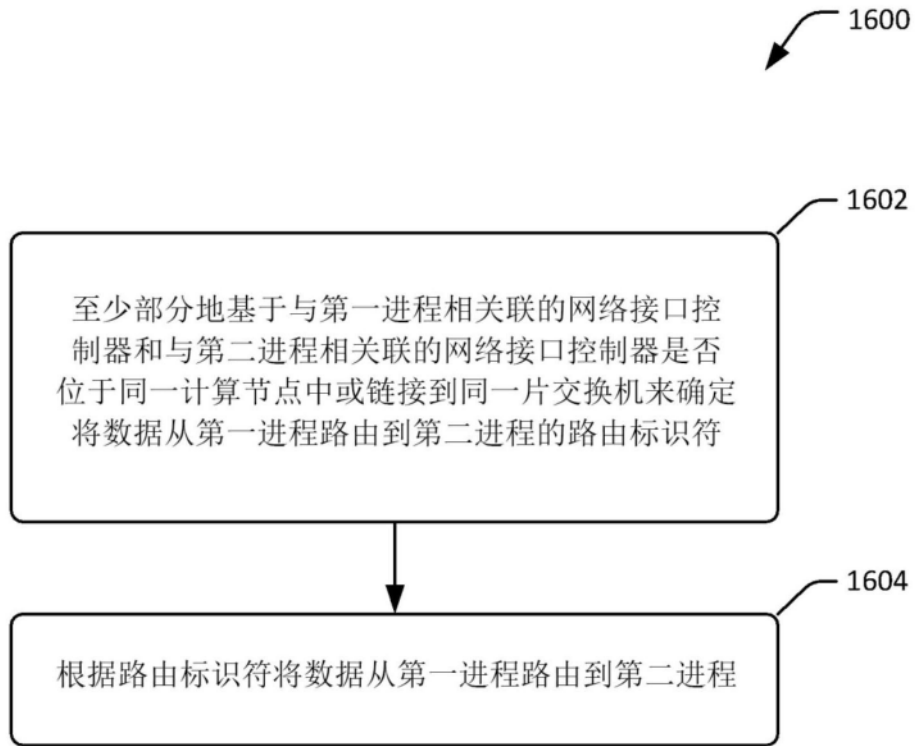 1600
1602
至少部分地基于与第一进程相关联的网络接口控
制器和与第二进程相关联的网络接口控制器是否
位于同一计算节点中或链接到同一片交换机来确定
将数据从第一进程路由到第二进程的路由标识符
1604
根据路由标识符将数据从第一进程路由到第二进程